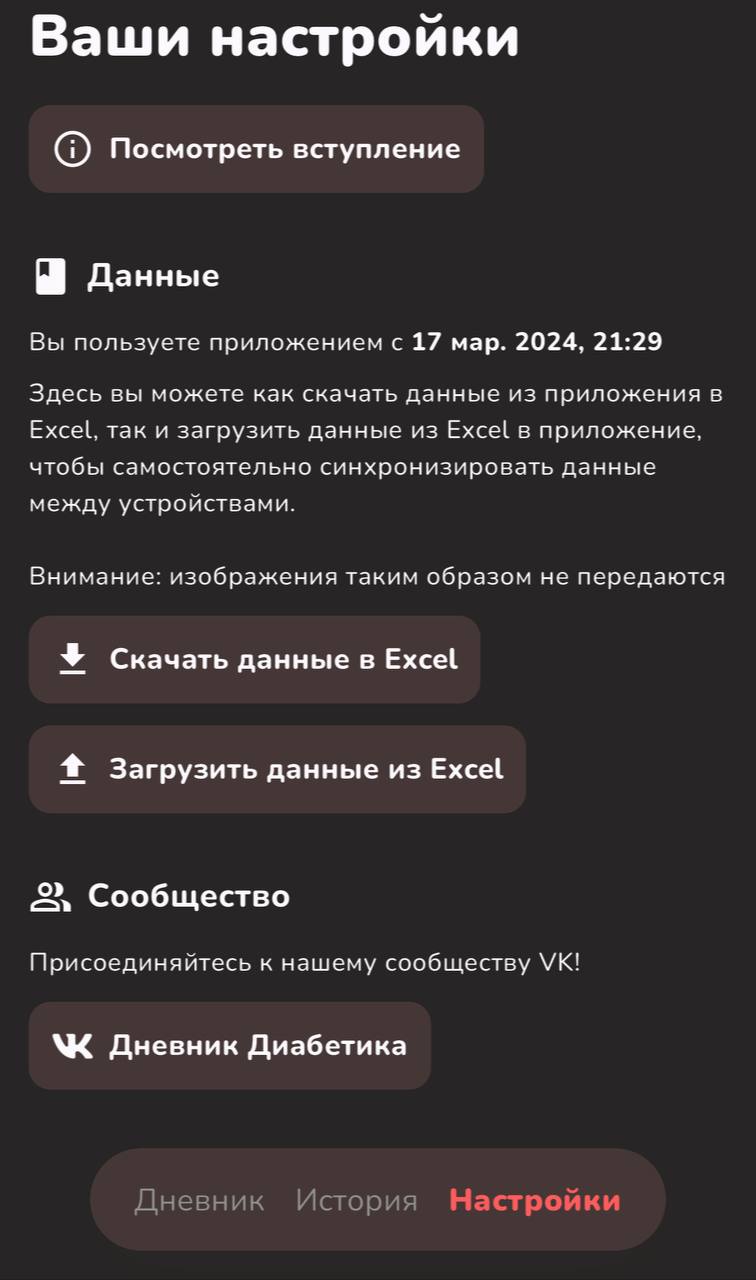 Ваши настройки
Посмотреть вступление
Данные
Вы пользуете приложением с 17 мар. 2024, 21:29
Здесь вы можете как скачать данные из приложения в
Excel, так и загрузить данные из Excel в приложение,
чтобы самостоятельно синхронизировать данные
между устройствами.
Внимание: изображения таким образом не передаются
Скачать данные в Excel
Загрузить данные из Excel
Сообщество
Присоединяйтесь к нашему сообществу VK!
Дневник Диабетика
Дневник История Настройки